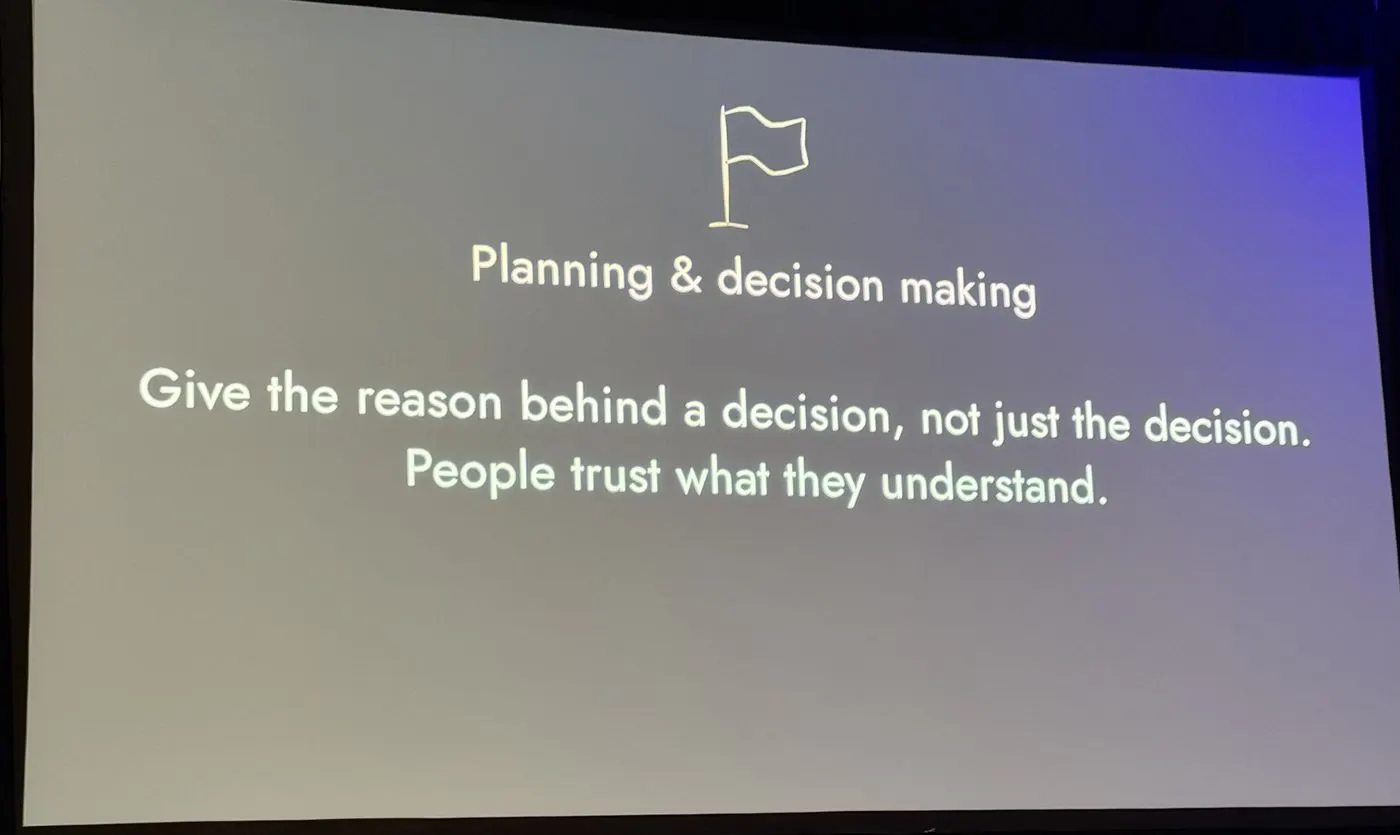 Planning & decision making
Give the reason behind a decision, not just the decision.
People trust what they understand.